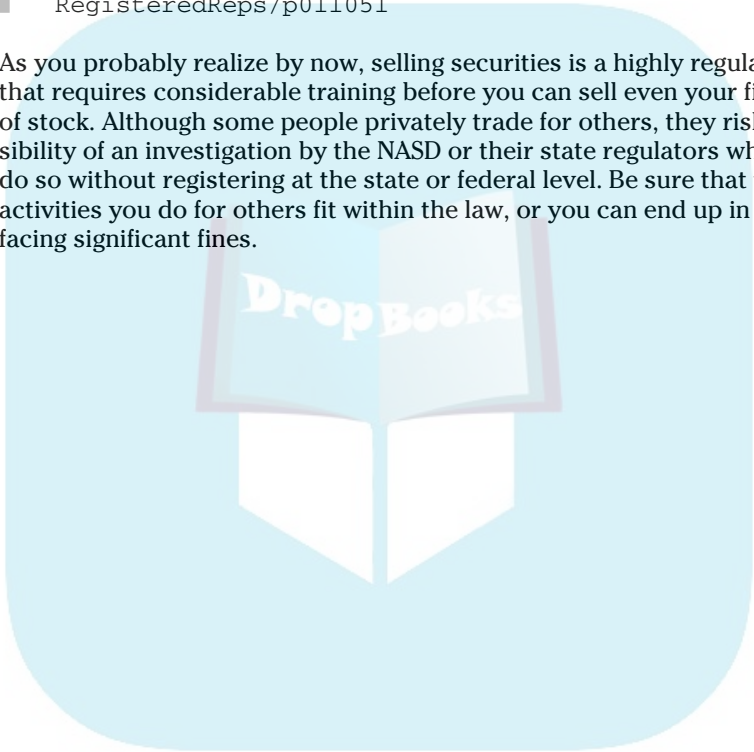 RegisteredReps/p011051
As you probably realize by now, selling securities is a highly regula
that requires considerable training before you can sell even your fi
of stock. Although some people privately trade for others, they risk
sibility of an investigation by the NASD or their state regulators wh
do so without registering at the state or federal level. Be sure that
activities you do for others fit within the law, or you can end up in
facing significant fines.
DropBooks